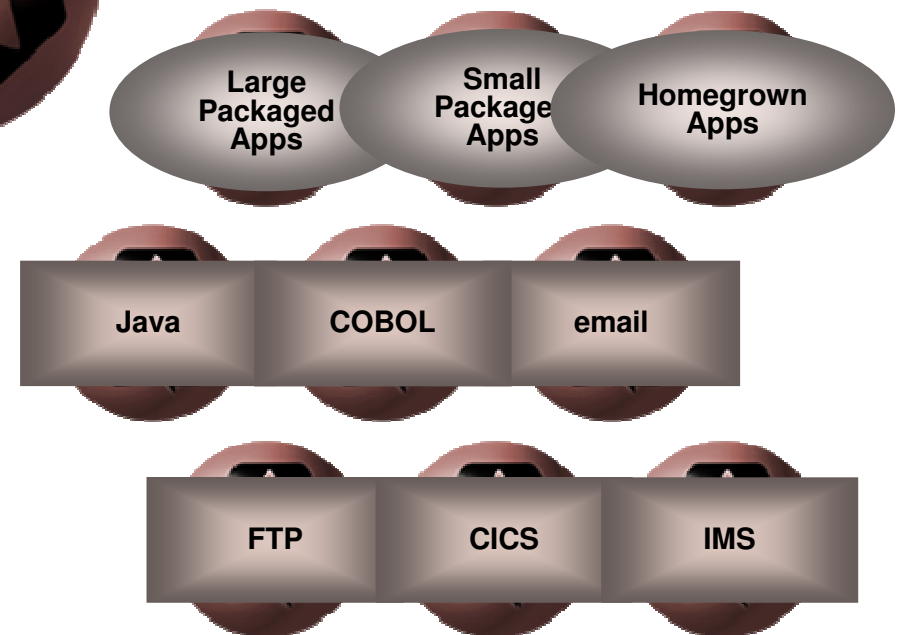 Large
Packaged
Apps
Small
Package
Apps
Homegrown
Apps
Java
COBOL
email
FTP
CICS
IMS